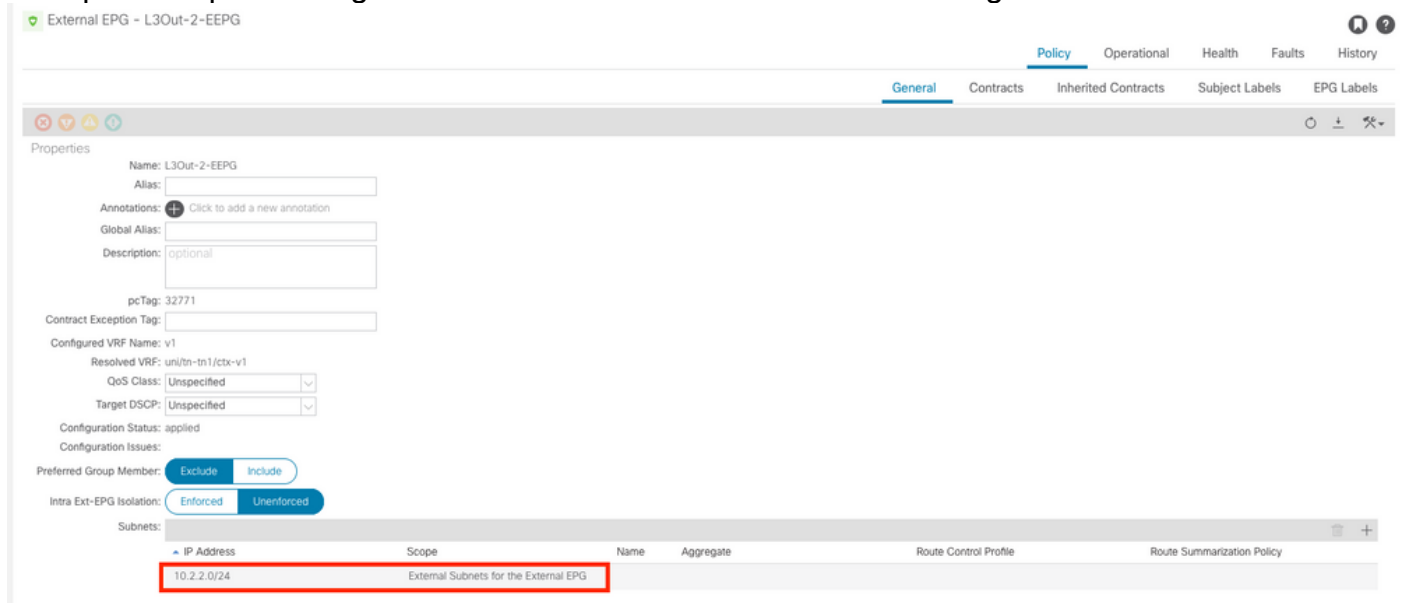 External EPG - L3Out-2-EEPG
Policy Operational Health Faults History
General Contracts Inherited Contracts Subject Labels EPG Labels
Properties
Name: L3Out-2-EEPG
Alias:
Annotations: Click to add a new annotation
Global Alias:
Description: optional
pcTag: 32771
Contract Exception Tag:
Configured VRF Name: v1
Resolved VRF: uni/tn-tn1/ctx-v1
QoS Class: Unspecified
Target DSCP: Unspecified
Configuration Status: applied
Configuration Issues:
Preferred Group Member: Exclude Include
Intra Ext-EPG Isolation: Enforced Unenforced
Subnets:
IP Address Scope Name Aggregate Route Control Profile Route Summarization Policy
10.2.2.0/24 External Subnets for the External EPG